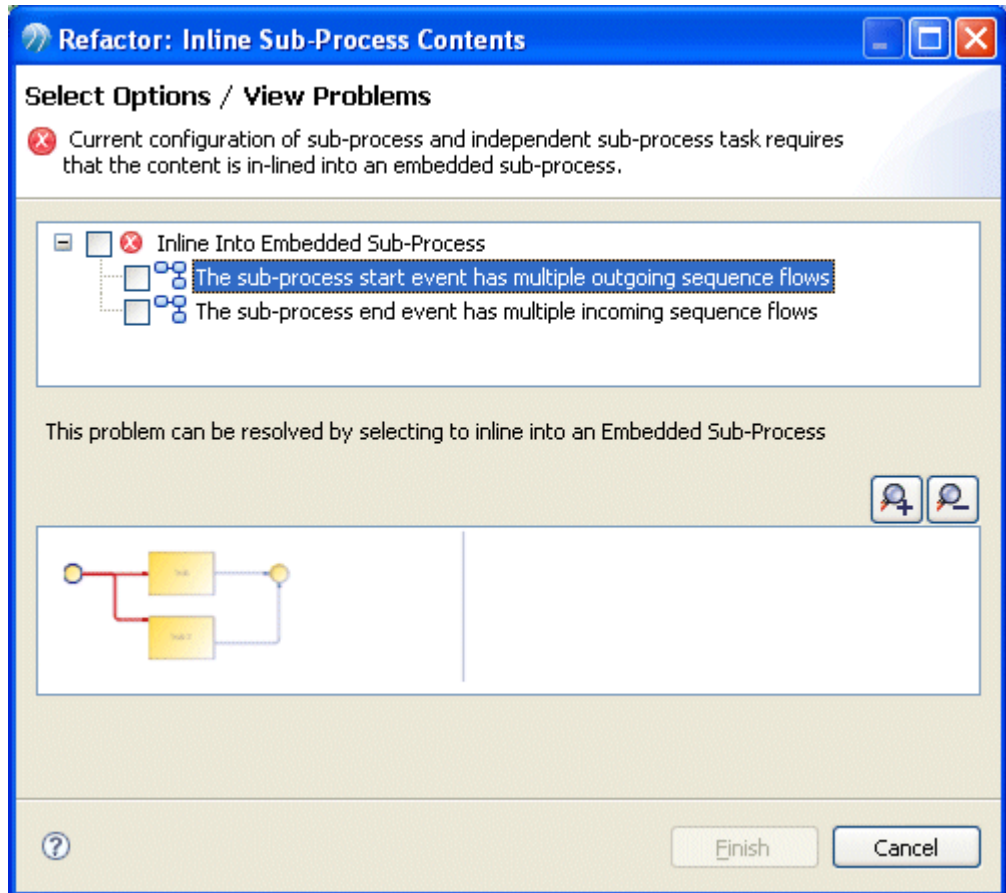 Refactor: Inline Sub-Process Contents
Select Options / View Problems
Current configuration of sub-process and independent sub-process task requires
that the content is in-lined into an embedded sub-process.
Inline Into Embedded Sub-Process
The sub-process start event has multiple outgoing sequence flows
The sub-process end event has multiple incoming sequence flows
This problem can be resolved by selecting to inline into an Embedded Sub-Process
Finish
Cancel